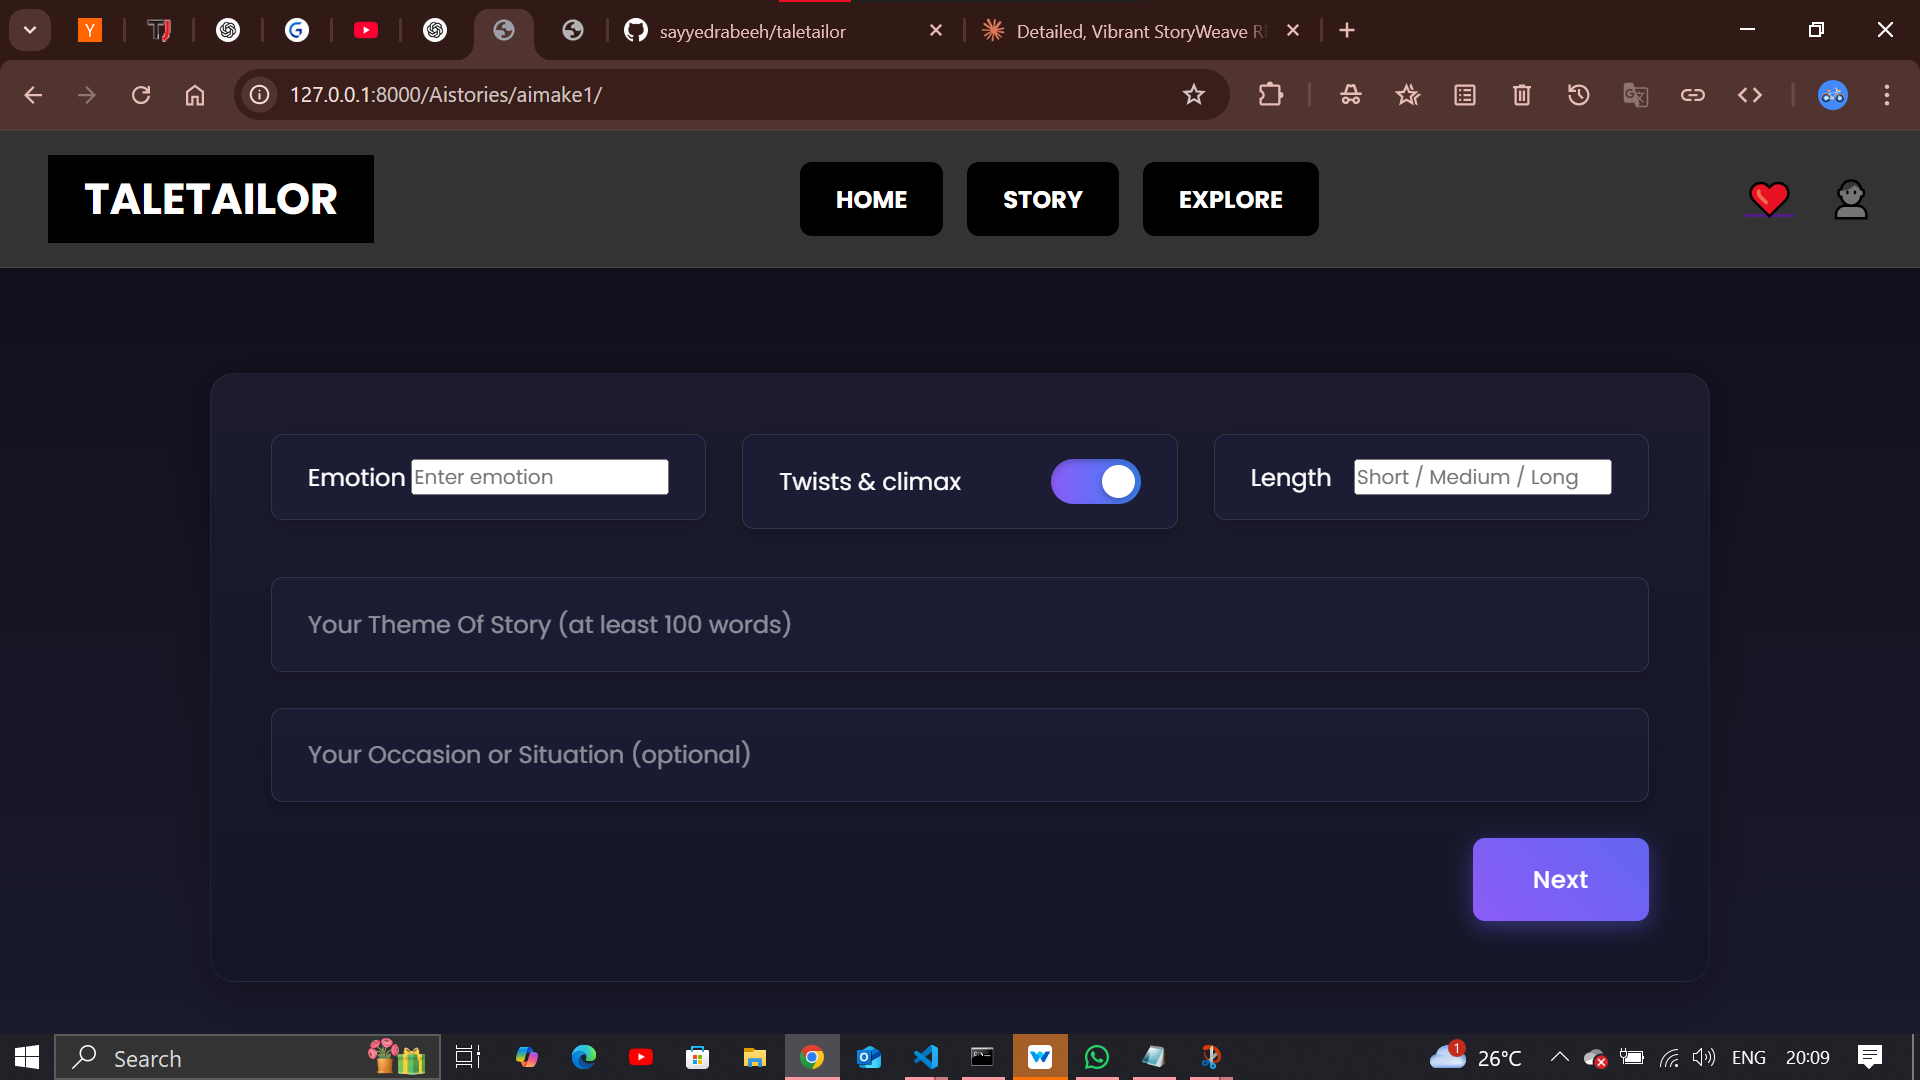 Y
TJ
sayyedrabeeh/taletailor
Detailed, Vibrant StoryWeave
127.0.0.1:8000/Aistories/aimake1/
TALETAILOR
HOME
STORY
EXPLORE
Emotion
Enter emotion
Twists & climax
Length
Short / Medium / Long
Your Theme Of Story (at least 100 words)
Your Occasion or Situation (optional)
Next
Search
1
26°C
ENG
20:09